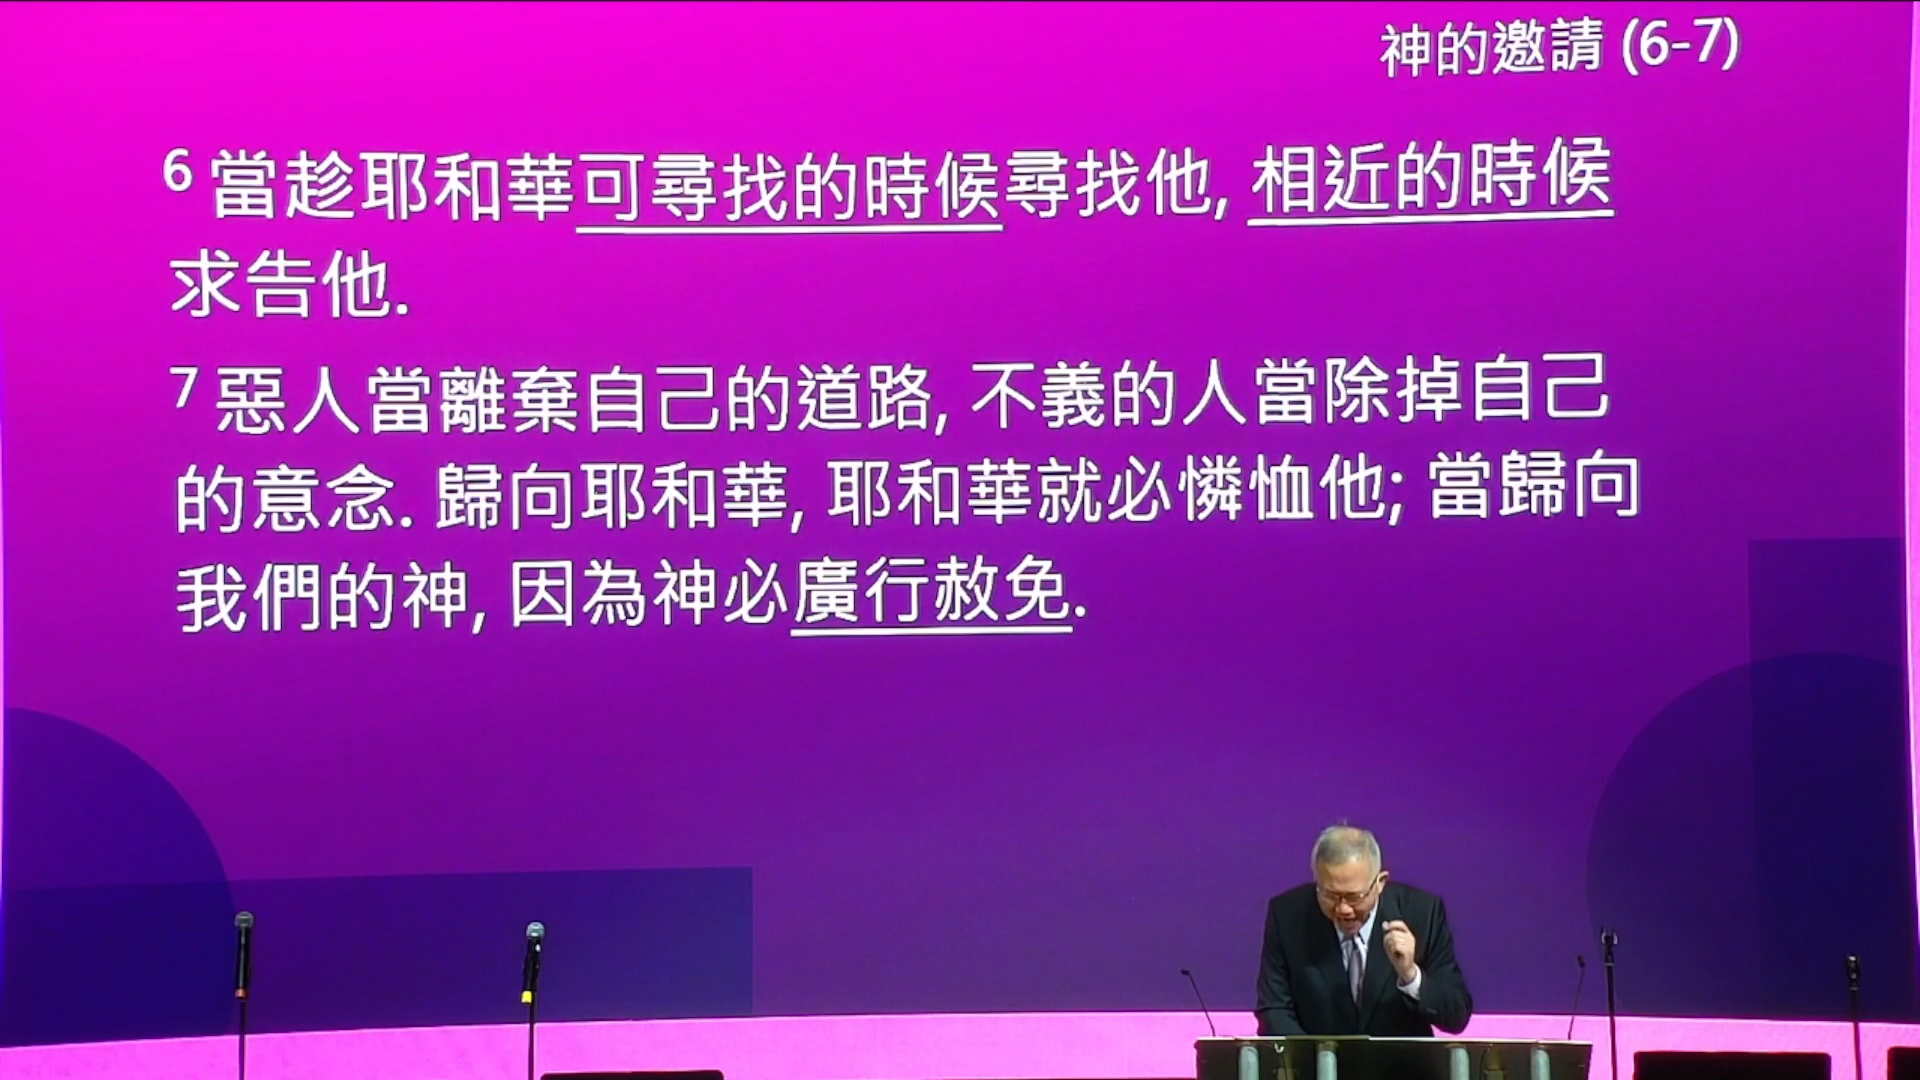 神的邀請 (6-7)
6 當趁耶和華可尋找的時候尋找他, 相近的時候
求告他.
7 惡人當離棄自己的道路, 不義的人當除掉自己
的意念. 歸向耶和華, 耶和華就必憐恤他; 當歸向
我們的神, 因為神必廣行赦免.